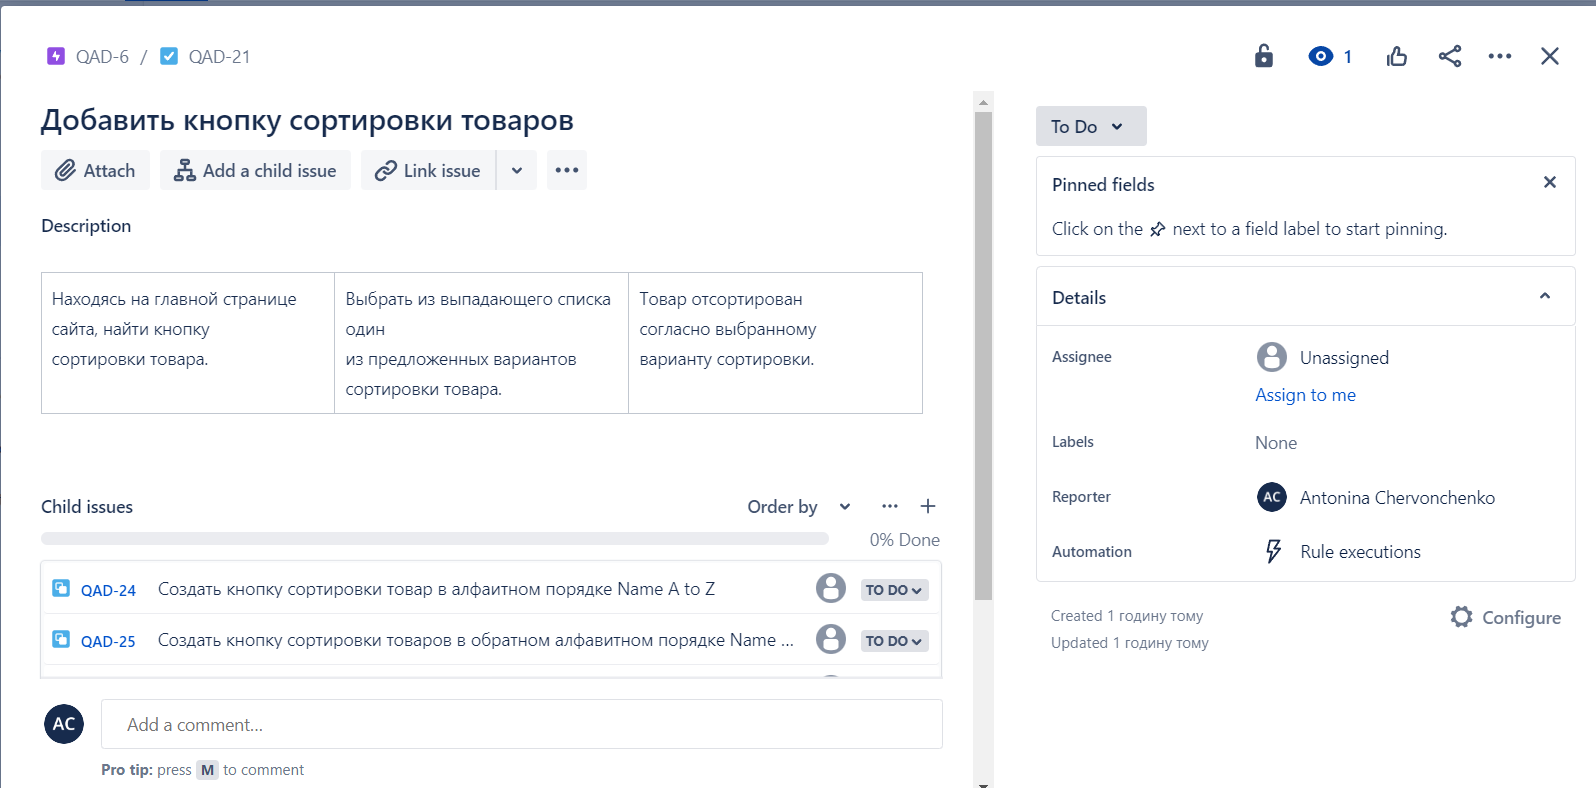 QAD-6 / QAD-21
1
Добавить кнопку сортировки товаров
Attach
Add a child issue
Link issue
Description
Находясь на главной странице
сайта, найти кнопку
сортировки товара.
Выбрать из выпадающего списка
один
из предложенных вариантов
сортировки товара.
Товар отсортирован
согласно выбранному
варианту сортировки.
Child issues
Order by
0% Done
QAD-24 Создать кнопку сортировки товар в алфаитном порядке Name A to Z TO DO
QAD-25 Создать кнопку сортировки товаров в обратном алфавитном порядке Name ... TO DO
AC Add a comment...
Pro tip: press M to comment
To Do
Pinned fields
Click on the next to a field label to start pinning.
Details
Assignee Unassigned
Assign to me
Labels None
Reporter AC Antonina Chervonchenko
Automation Rule executions
Created 1 годину тому
Updated 1 годину тому
Configure